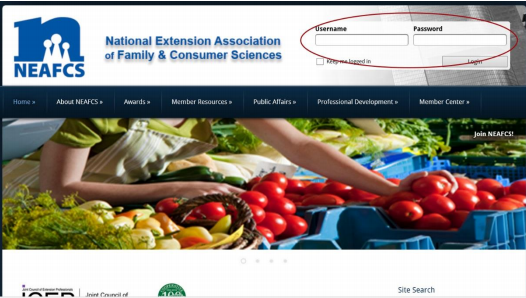 Username Password
National Extension Association
of Family & Consumer Sciences
NEAFCS
Keep me logged in Login
Home » About NEAFCS » Awards » Member Resources » Public Affairs » Professional Development » Member Center »
Join NEAFCS!
Site Search
Joint Council of Extension Professionals
JCEP Joint Council of
100%